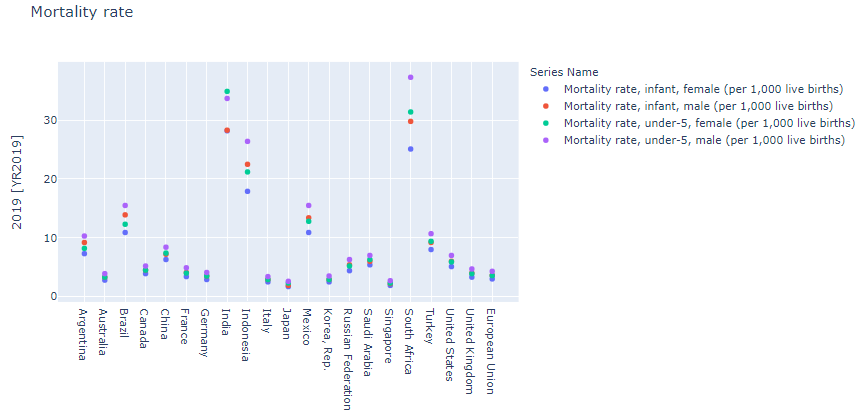 Mortality rate
Series Name
Mortality rate, infant, female (per 1,000 live births)
Mortality rate, infant, male (per 1,000 live births)
Mortality rate, under-5, female (per 1,000 live births)
Mortality rate, under-5, male (per 1,000 live births)
2019 [YR2019]
30
20
10
0
Argentina
Australia
Brazil
Canada
China
France
Germany
India
Indonesia
Italy
Japan
Mexico
Korea, Rep.
Russian Federation
Saudi Arabia
Singapore
South Africa
Turkey
United States
United Kingdom
European Union